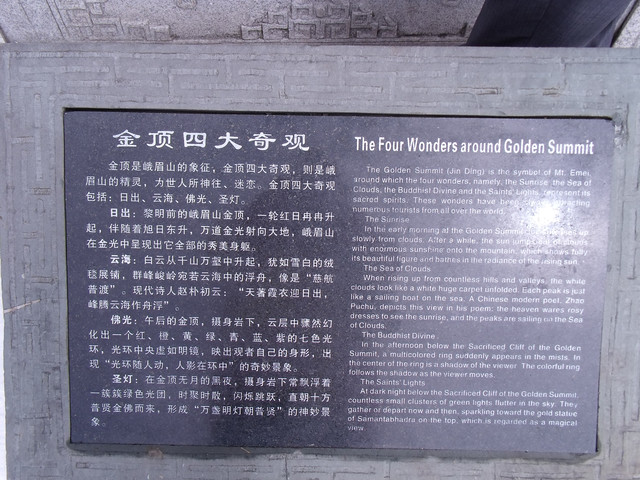 金顶四大奇观
金顶是峨眉山的象征，金顶四大奇观，则是峨
眉山的精灵，为世人所神往、迷恋。金顶四大奇观
包括：日出、云海、佛光、圣灯。
日出：黎明前的峨眉山金顶，一轮红日冉冉升
起，伴随着旭日东升，万道金光射向大地，峨眉山
在金光中呈现出它全部的秀美身躯。
云海：白云从千山万壑中升起，犹如雪白的绒
毯展铺，群峰峻岭宛若云海中的浮舟，像是“慈航
普渡”。现代诗人赵朴初云：“天著霞衣迎日出，
峰腾云海作舟浮”。
佛光：午后的金顶，摄身岩下，云层中骤然幻
化出一个红、橙、黄、绿、青、蓝、紫的七色光
环，光环中央虚如明镜，映出观者自己的身形，出
现“光环随人动，人影在环中”的奇妙景象。
圣灯：在金顶无月的黑夜，摄身岩下常飘浮着
一簇簇绿色光团，时聚时散，闪烁跳跃，直朝十方
普贤金佛而来，形成“万盏明灯朝普贤”的神妙景
象。
The Four Wonders around Golden Summit
The Golden Summit (Jin Ding) is the symbol of Mt. Emei,
around which the four wonders, namely, the Sunrise, the Sea of
Clouds, the Buddhist Divine and the Saints' Lights, represent its
sacred spirits. These wonders have been attracting
numerous tourists from all over the world.
The Sunrise
In the early morning at the Golden Summit, the up
slowly from clouds. After a while, the sun
with enormous sunshine onto the mountain, which shows fully
its beautiful figure and bathes in the radiance of the rising sun.
The Sea of Clouds
When rising up from countless hills and valleys, the white
clouds look like a white huge carpet unfolded. Each peak is just
like a sailing boat on the sea. A Chinese modern poet, Zhao
Puchu, depicts this view in his poem: the heaven wares rosy
dresses to see the sunrise, and the peaks are sailing on the Sea
of Clouds.
The Buddhist Divine
In the afternoon below the Sacrificed Cliff of the Golden
Summit, a multicolored ring suddenly appears in the mists. In
the center of the ring is a shadow of the viewer. The colorful ring
follows the shadow as the viewer moves.
The Saints' Lights
At dark night below the Sacrificed Cliff of the Golden Summit,
countless small clusters of green lights flutter in the sky. They
gather or depart now and then, sparkling toward the gold statue
of Samantabhadra on the top, which is regarded as a magical
view.